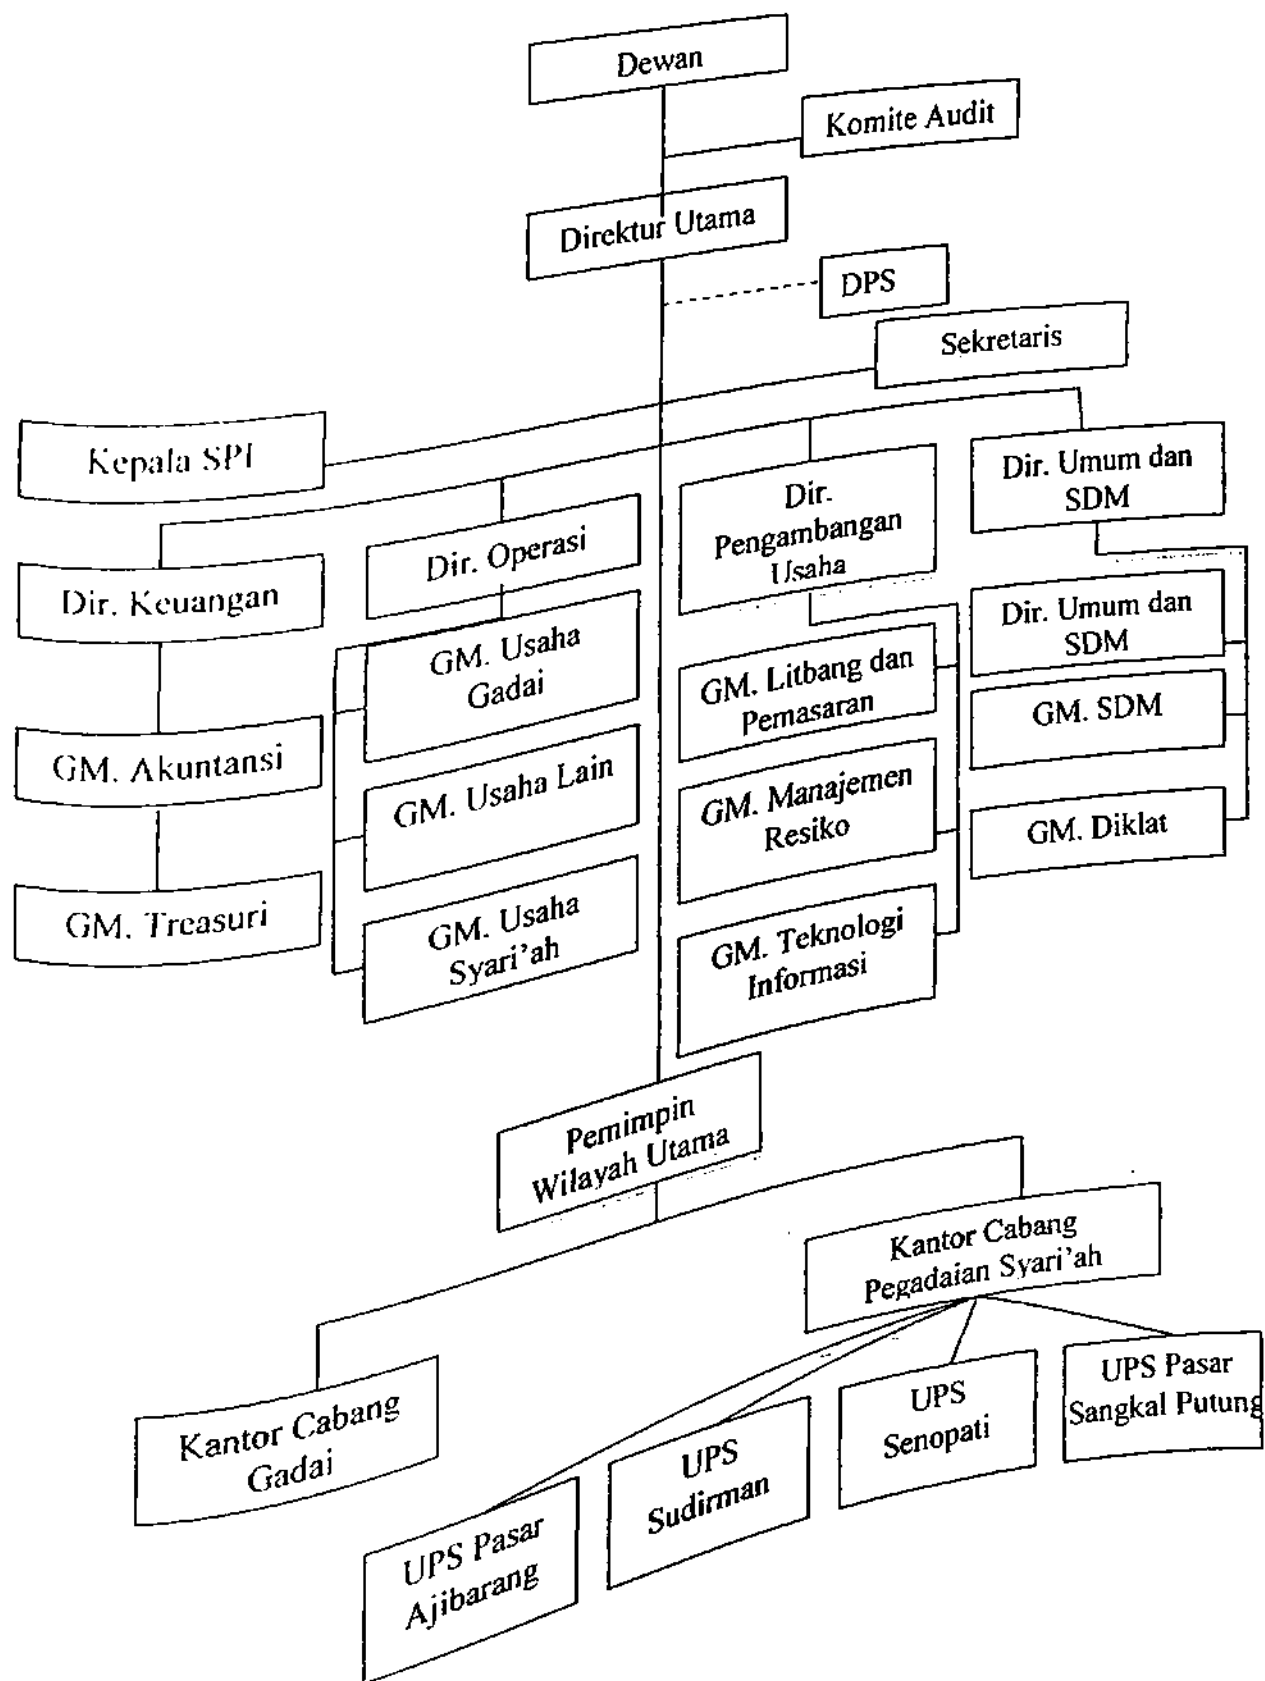 Dewan
Komite Audit
Direktur Utama
DPS
Sekretaris
Kepala SPI
Dir. Keuangan
GM. Akuntansi
GM. Treasuri
Dir. Operasi
GM. Usaha
Gadai
GM. Usaha Lain
GM. Usaha
Syari'ah
Dir.
Pengambangan
Usaha
GM. Litbang dan
Pemasaran
GM. Manajemen
Resiko
GM. Teknologi
Informasi
Dir. Umum dan
SDM
Dir. Umum dan
SDM
GM. SDM
GM. Diklat
Pemimpin
Wilayah Utama
Kantor Cabang
Gadai
Kantor Cabang
Pegadaian Syari'ah
UPS Pasar
Ajibarang
UPS
Sudirman
UPS
Senopati
UPS Pasar
Sangkal Putung